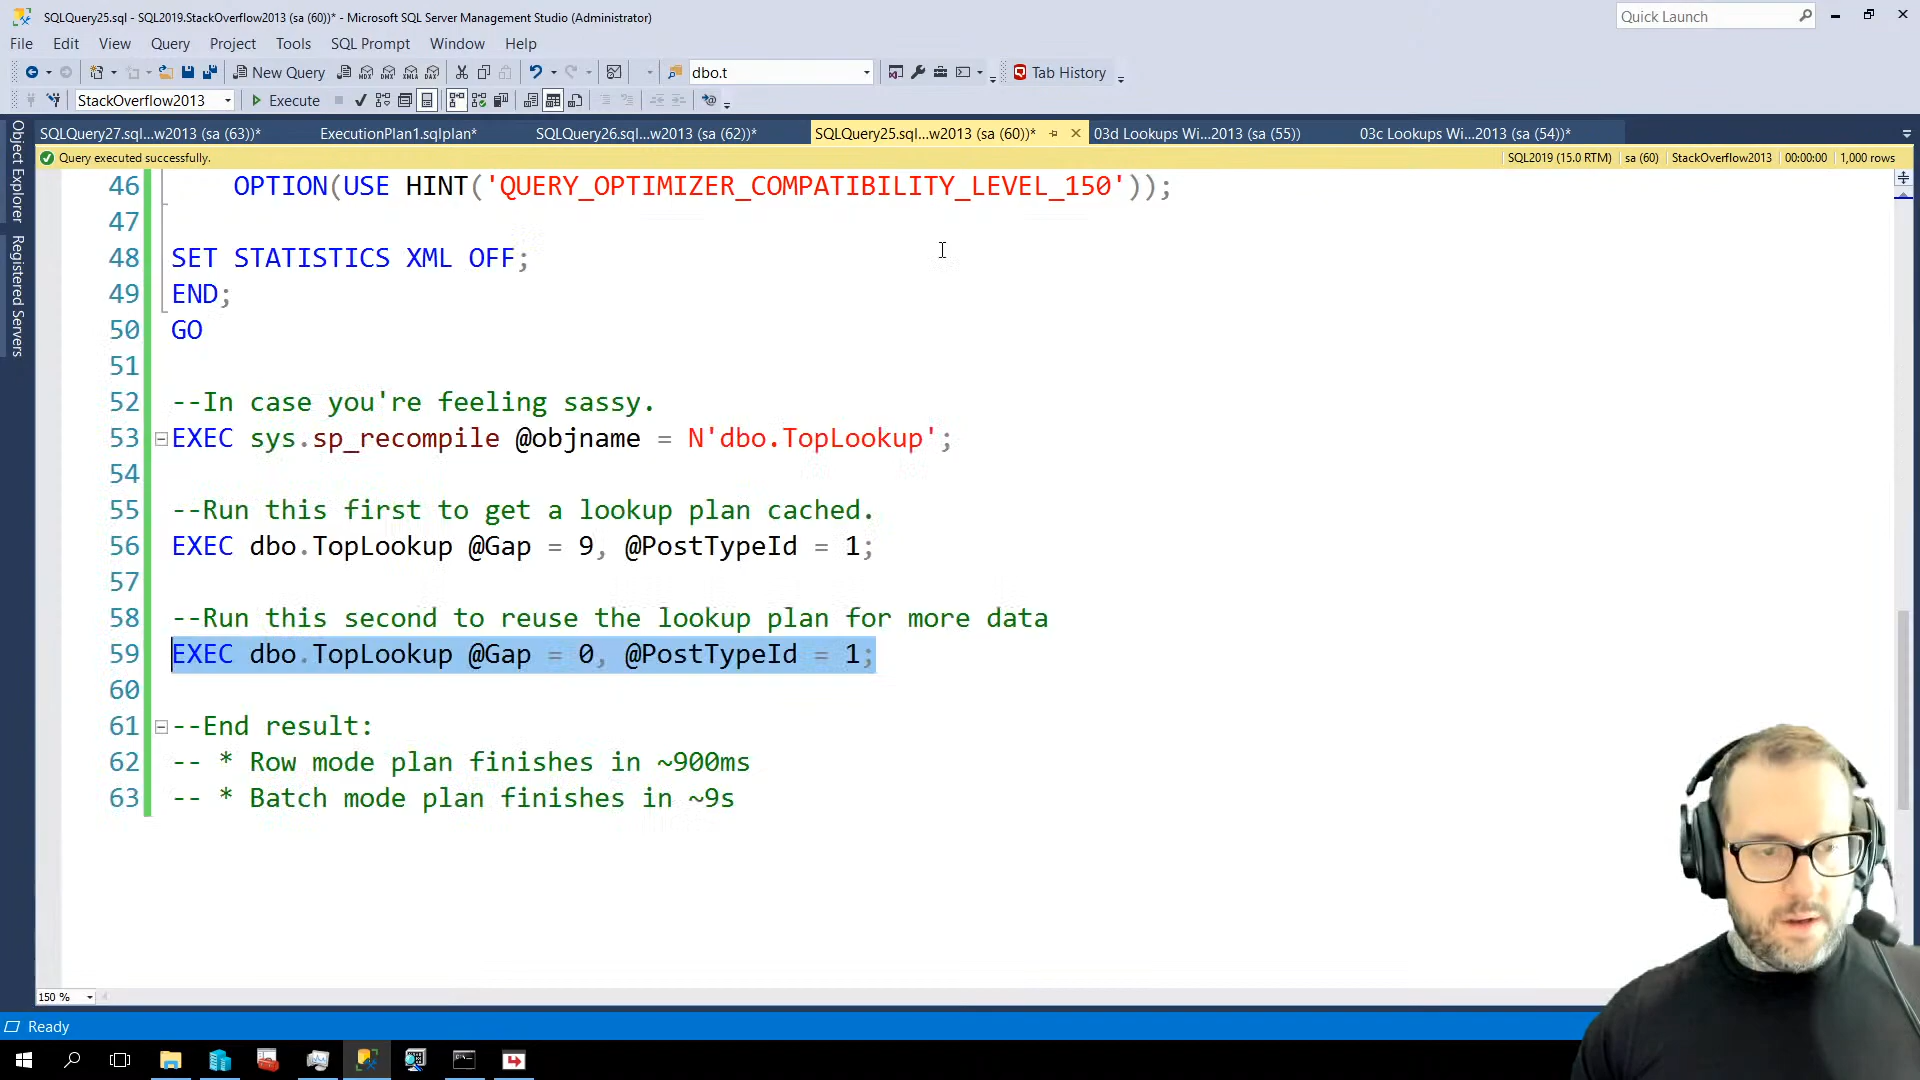 SQLQuery25.sql - SQL2019.StackOverflow2013 (sa (60))* - Microsoft SQL Server Management Studio (Administrator)
Quick Launch
File Edit View Query Project Tools SQL Prompt Window Help
New Query
dbo.t
Tab History
StackOverflow2013
Execute
Object Explorer
Registered Servers
SQLQuery27.sql...w2013 (sa (63))*
ExecutionPlan1.sqlplan*
SQLQuery26.sql...w2013 (sa (62))*
SQLQuery25.sql...w2013 (sa (60))*
03d Lookups Wi...2013 (sa (55))
03c Lookups Wi...2013 (sa (54))*
Query executed successfully.
SQL2019 (15.0 RTM) sa (60) StackOverflow2013 00:00:00 1,000 rows
46 OPTION(USE HINT('QUERY_OPTIMIZER_COMPATIBILITY_LEVEL_150'));
47
48 SET STATISTICS XML OFF;
49 END;
50 GO
51
52 --In case you're feeling sassy.
53 EXEC sys.sp_recompile @objname = N'dbo.TopLookup';
54
55 --Run this first to get a lookup plan cached.
56 EXEC dbo.TopLookup @Gap = 9, @PostTypeId = 1;
57
58 --Run this second to reuse the lookup plan for more data
59 EXEC dbo.TopLookup @Gap = 0, @PostTypeId = 1;
60
61 --End result:
62 -- * Row mode plan finishes in ~900ms
63 -- * Batch mode plan finishes in ~9s
150 %
Ready